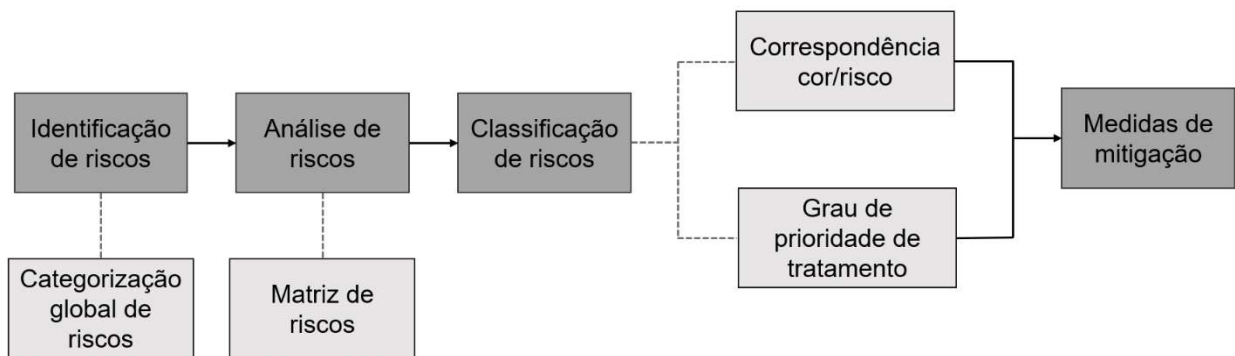 Identificação
de riscos
Análise de
riscos
Classificação
de riscos
Correspondência
cor/risco
Grau de
prioridade de
tratamento
Medidas de
mitigação
Categorização
global de
riscos
Matriz de
riscos